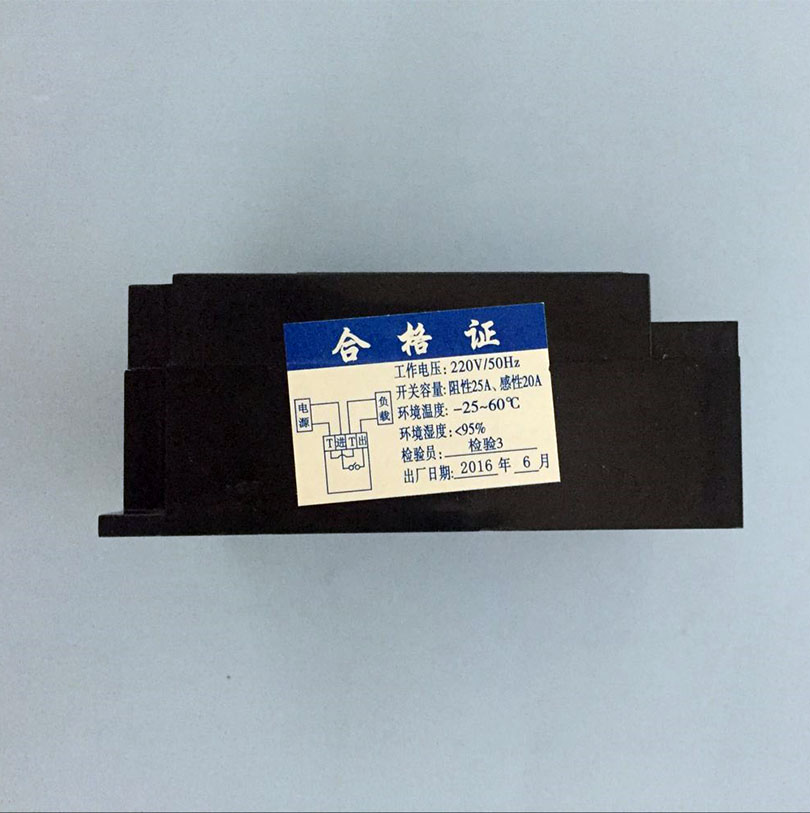 合格证
工作电压：220V/50Hz
开关容量：阻性25A、感性20A
环境温度：-25~60℃
环境湿度：<95%
检验员：检验3
出厂日期：2016 年 6 月
电源
负载
T 进 T 出